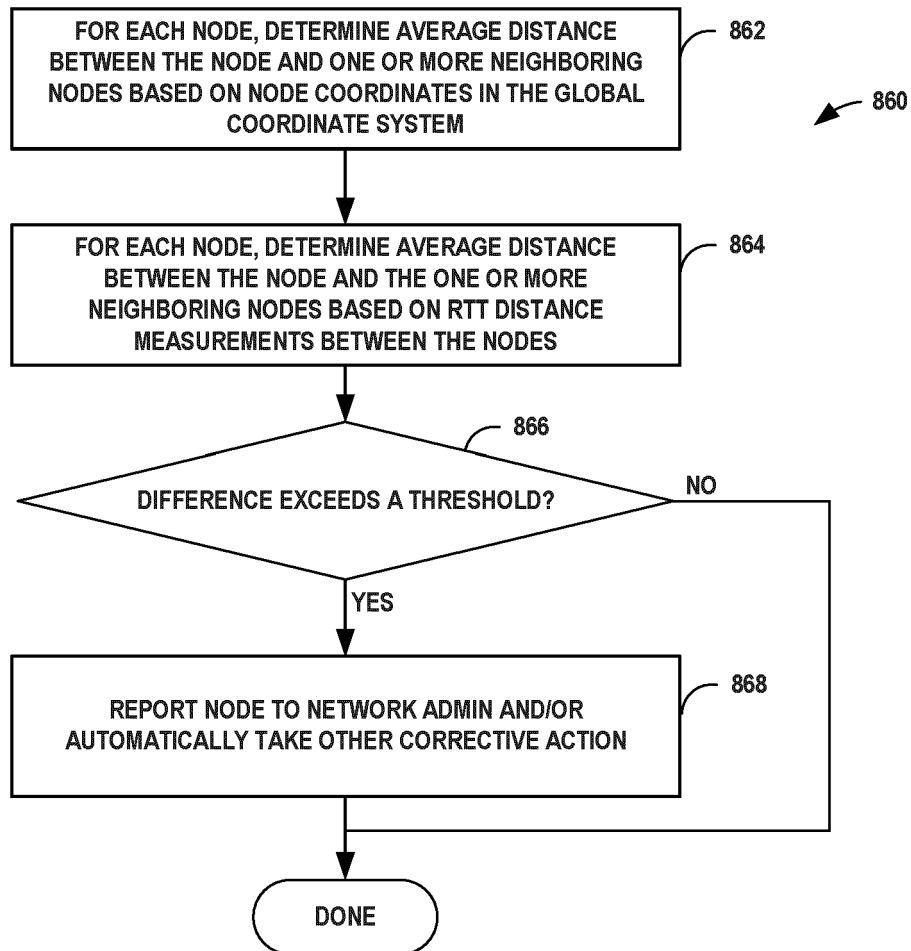 FOR EACH NODE, DETERMINE AVERAGE DISTANCE
BETWEEN THE NODE AND ONE OR MORE NEIGHBORING
NODES BASED ON NODE COORDINATES IN THE GLOBAL
COORDINATE SYSTEM
862
860
FOR EACH NODE, DETERMINE AVERAGE DISTANCE
BETWEEN THE NODE AND THE ONE OR MORE
NEIGHBORING NODES BASED ON RTT DISTANCE
MEASUREMENTS BETWEEN THE NODES
864
866
DIFFERENCE EXCEEDS A THRESHOLD?
NO
YES
REPORT NODE TO NETWORK ADMIN AND/OR
AUTOMATICALLY TAKE OTHER CORRECTIVE ACTION
868
DONE